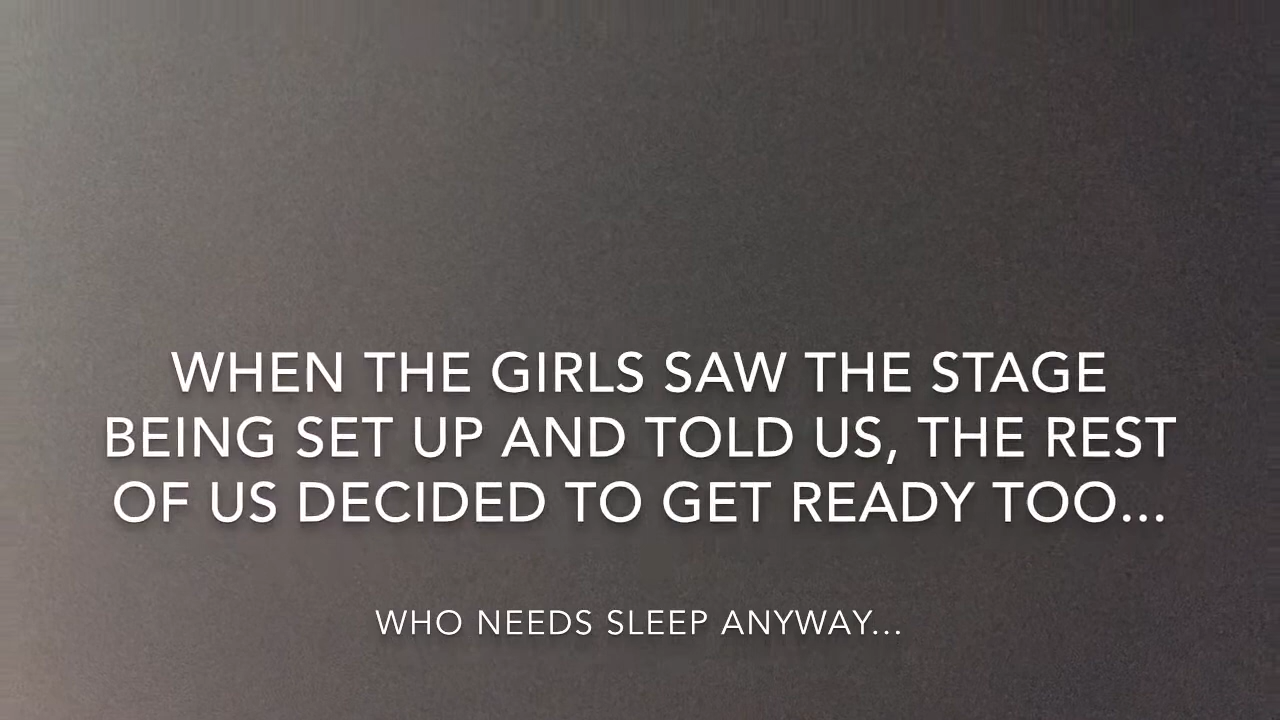 WHEN THE GIRLS SAW THE STAGE
BEING SET UP AND TOLD US, THE REST
OF US DECIDED TO GET READY TOO...
WHO NEEDS SLEEP ANYWAY...